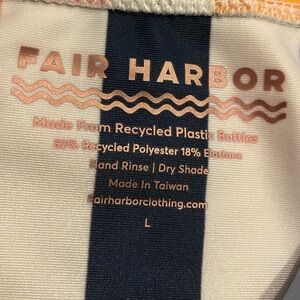 FAIR HARBOR
Made From Recycled Plastic Bottles
82% Recycled Polyester 18% Elastane
Hand Rinse | Dry Shade
Made In Taiwan
Fairharborclothing.com
L